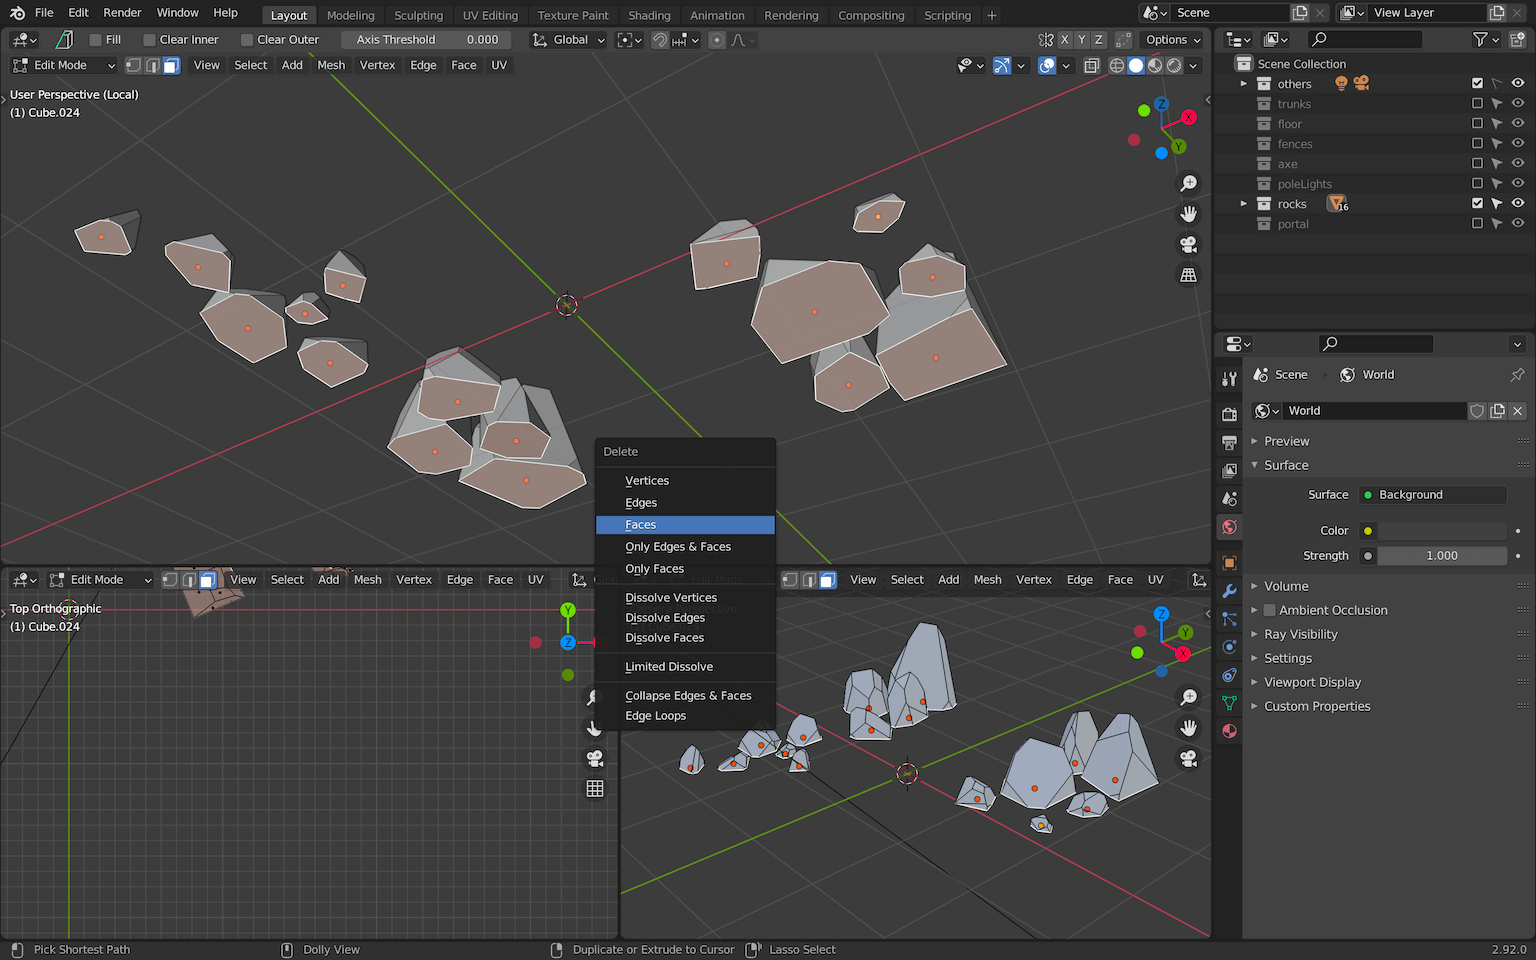 File Edit Render Window Help
Layout Modeling Sculpting UV Editing Texture Paint Shading Animation Rendering Compositing Scripting +
Scene
View Layer
Fill Clear Inner Clear Outer Axis Threshold 0.000 Global X Y Z Options
Edit Mode View Select Add Mesh Vertex Edge Face UV
User Perspective (Local)
(1) Cube.024
Z
X
Y
Scene Collection
others
trunks
floor
fences
axe
poleLights
rocks 16
portal
Scene World
World
Preview
Surface
Surface Background
Color
Strength 1.000
Volume
Ambient Occlusion
Ray Visibility
Settings
Viewport Display
Custom Properties
Delete
Vertices
Edges
Faces
Only Edges & Faces
Only Faces
Dissolve Vertices
Dissolve Edges
Dissolve Faces
Limited Dissolve
Collapse Edges & Faces
Edge Loops
Edit Mode View Select Add Mesh Vertex Edge Face UV
Top Orthographic
(1) Cube.024
Y
Z
View Select Add Mesh Vertex Edge Face UV
Z
Y
X
Pick Shortest Path Dolly View Duplicate or Extrude to Cursor Lasso Select 2.92.0